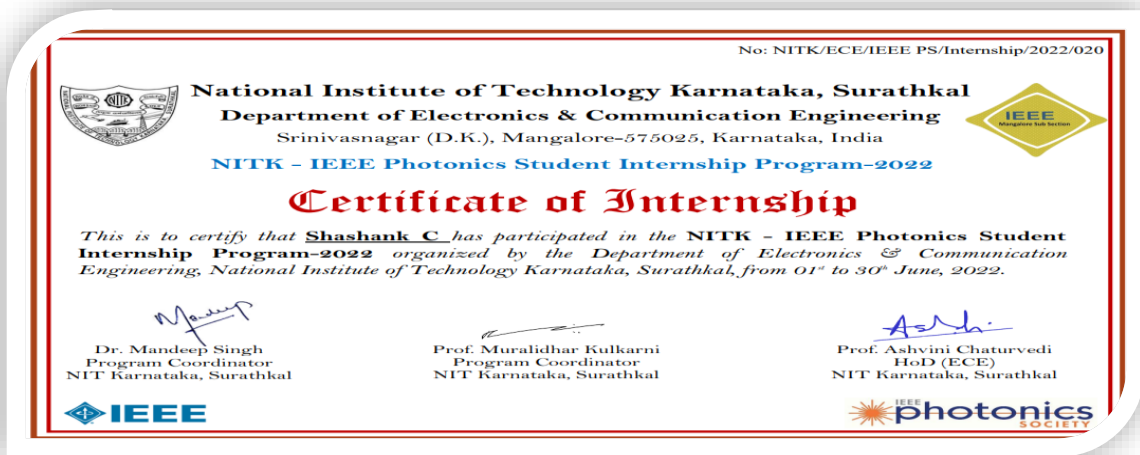 No: NITK/ECE/IEEE PS/Internship/2022/020
National Institute of Technology Karnataka, Surathkal
Department of Electronics & Communication Engineering
Srinivasnagar (D.K.), Mangalore-575025, Karnataka, India
NITK - IEEE Photonics Student Internship Program-2022
IEEE
Mangalore Sub Section
Certificate of Internship
This is to certify that Shashank C has participated in the NITK - IEEE Photonics Student
Internship Program-2022 organized by the Department of Electronics & Communication
Engineering, National Institute of Technology Karnataka, Surathkal, from 01st to 30th June, 2022.
Dr. Mandeep Singh
Program Coordinator
NIT Karnataka, Surathkal
Prof. Muralidhar Kulkarni
Program Coordinator
NIT Karnataka, Surathkal
Prof. Ashvini Chaturvedi
HoD (ECE)
NIT Karnataka, Surathkal
IEEE
IEEE
photonics
SOCIETY